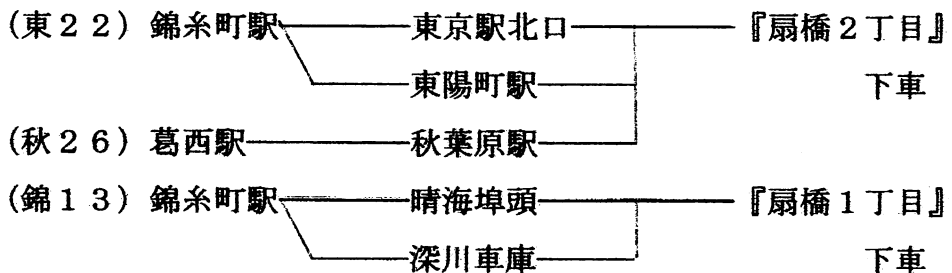 (東22) 錦糸町駅 東京駅北口 『扇橋2丁目』
東陽町駅 下車
(秋26) 葛西駅 秋葉原駅
(錦13) 錦糸町駅 晴海埠頭 『扇橋1丁目』
深川車庫 下車